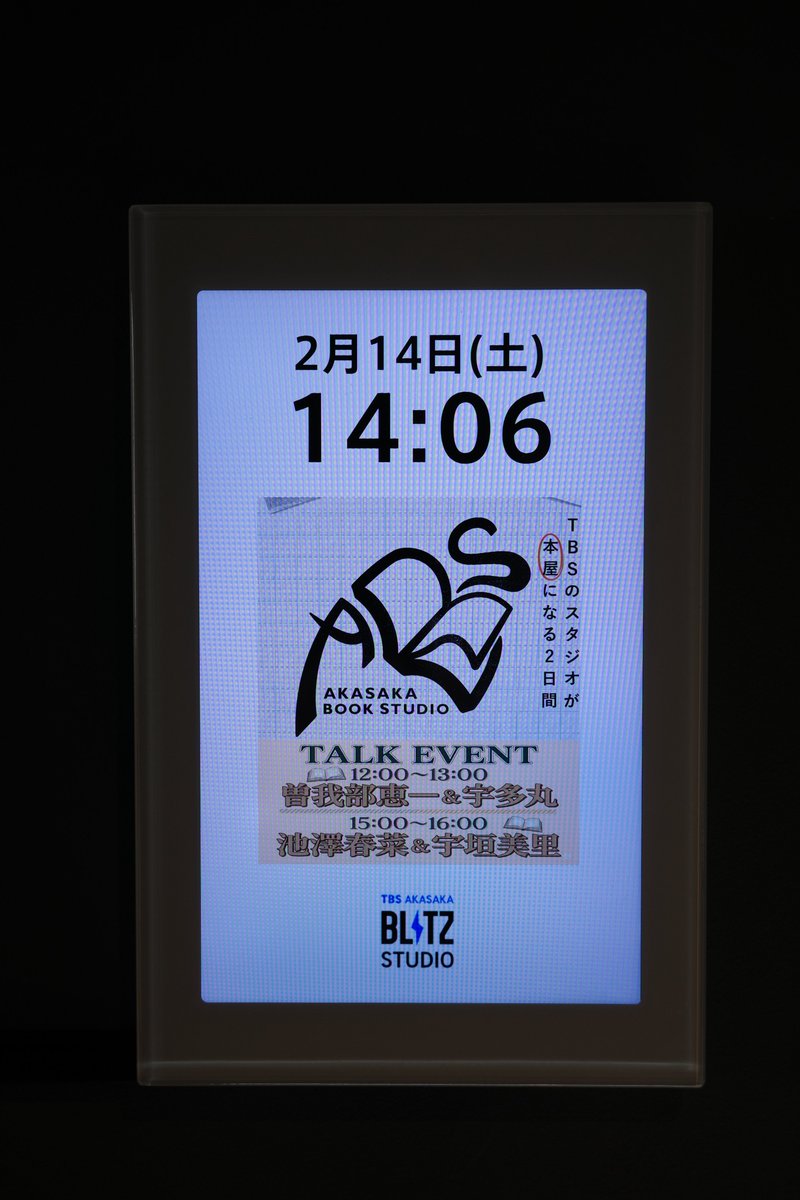 2月14日(土)
14:06
TBSのスタジオが
本屋になる2日間
ABS
AKASAKA
BOOK STUDIO
TALK EVENT
12:00～13:00
曽我部恵一&宇多丸
15:00～16:00
池澤春菜&宇垣美里
TBS AKASAKA
BLITZ
STUDIO